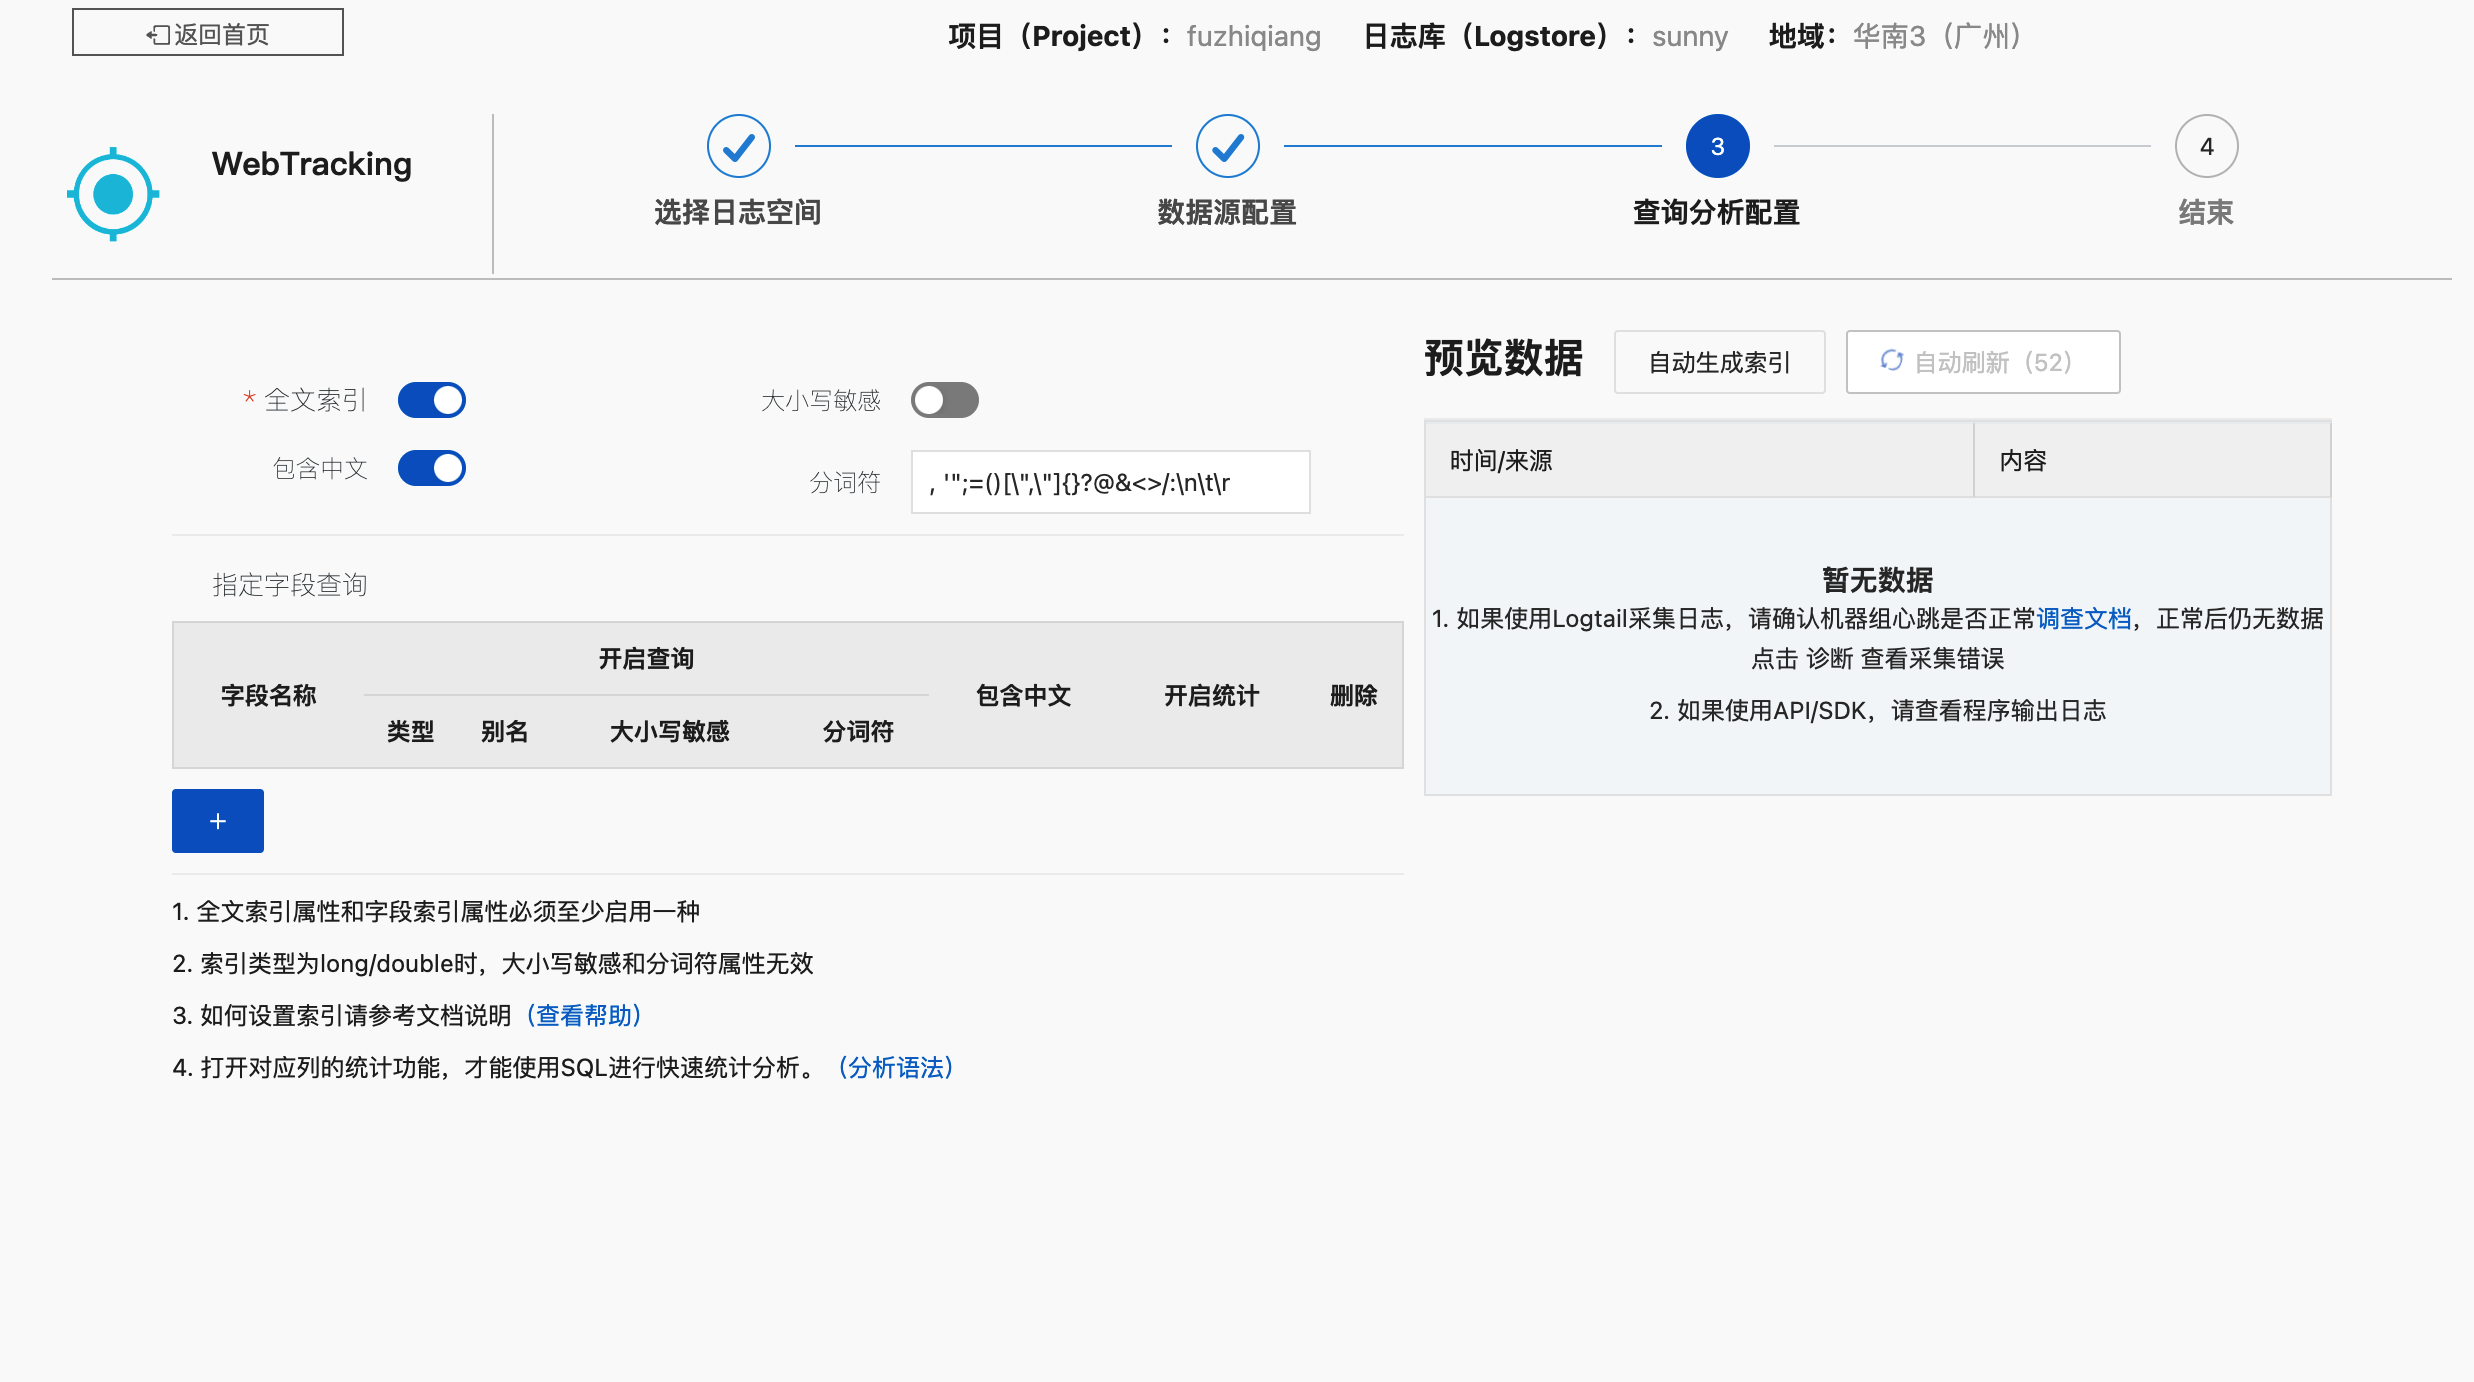 返回首页
项目（Project）： fuzhiqiang 日志库（Logstore）： sunny 地域： 华南3（广州）
WebTracking
选择日志空间
数据源配置
3
查询分析配置
4
结束
* 全文索引
大小写敏感
包含中文
分词符
, '";=()[\",\"]{}?@&<>/:\n\t\r
指定字段查询
字段名称
开启查询
类型 别名 大小写敏感 分词符
包含中文
开启统计
删除
+
1. 全文索引属性和字段索引属性必须至少启用一种
2. 索引类型为long/double时，大小写敏感和分词符属性无效
3. 如何设置索引请参考文档说明（查看帮助）
4. 打开对应列的统计功能，才能使用SQL进行快速统计分析。（分析语法）
预览数据
自动生成索引
自动刷新（52）
时间/来源 内容
暂无数据
1. 如果使用Logtail采集日志，请确认机器组心跳是否正常调查文档，正常后仍无数据
点击 诊断 查看采集错误
2. 如果使用API/SDK，请查看程序输出日志